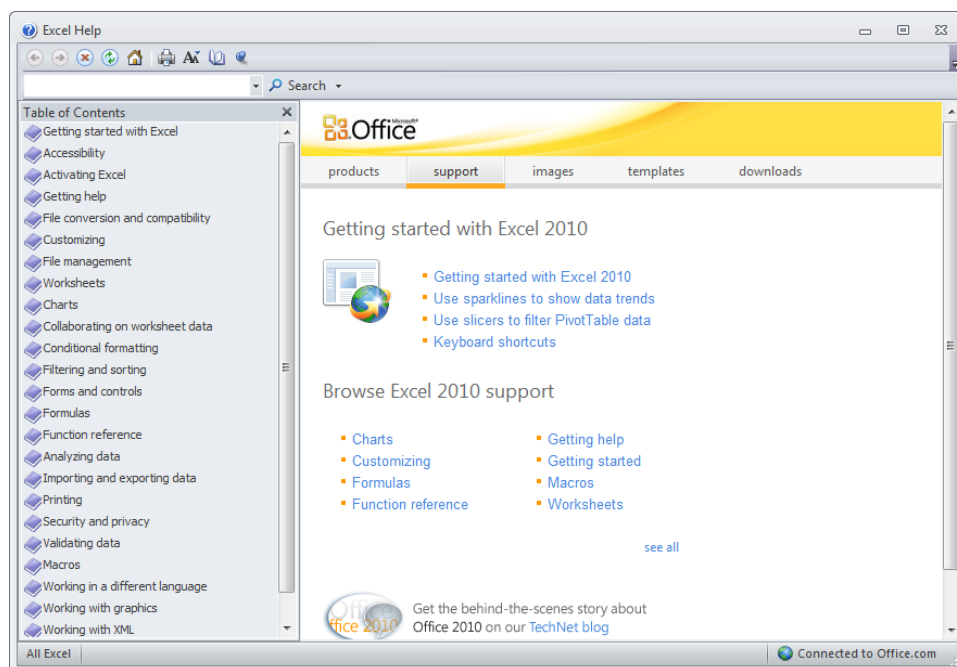 Excel Help
Search
Table of Contents
Getting started with Excel
Accessibility
Activating Excel
Getting help
File conversion and compatibility
Customizing
File management
Worksheets
Charts
Collaborating on worksheet data
Conditional formatting
Filtering and sorting
Forms and controls
Formulas
Function reference
Analyzing data
Importing and exporting data
Printing
Security and privacy
Validating data
Macros
Working in a different language
Working with graphics
Working with XML
Microsoft®
Office
products support images templates downloads
Getting started with Excel 2010
Getting started with Excel 2010
Use sparklines to show data trends
Use slicers to filter PivotTable data
Keyboard shortcuts
Browse Excel 2010 support
Charts
Customizing
Formulas
Function reference
Getting help
Getting started
Macros
Worksheets
see all
Office
ffice 2010
Get the behind-the-scenes story about
Office 2010 on our TechNet blog
All Excel
Connected to Office.com